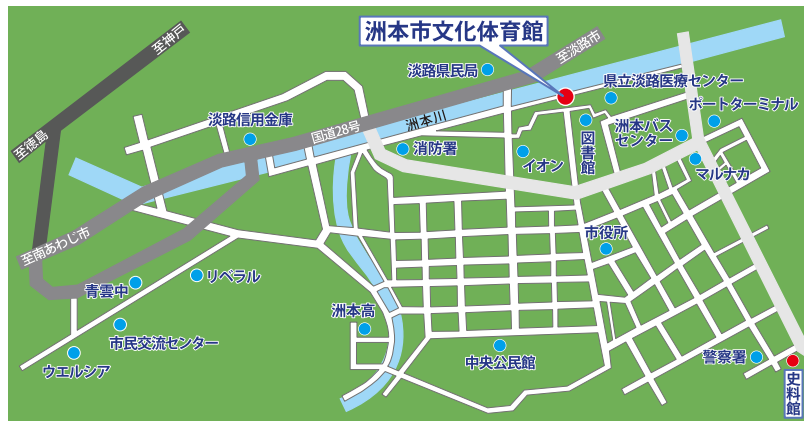 洲本市文化体育館
至神戸
至淡路市
淡路県民局
県立淡路医療センター
ポートターミナル
淡路信用金庫
国道28号
洲本川
洲本バス
センター
至徳島
消防署
イオン
図書館
マルナカ
至南あわじ市
市役所
リベラル
青雲中
洲本高
市民交流センター
ウエルシア
中央公民館
警察署
史料館